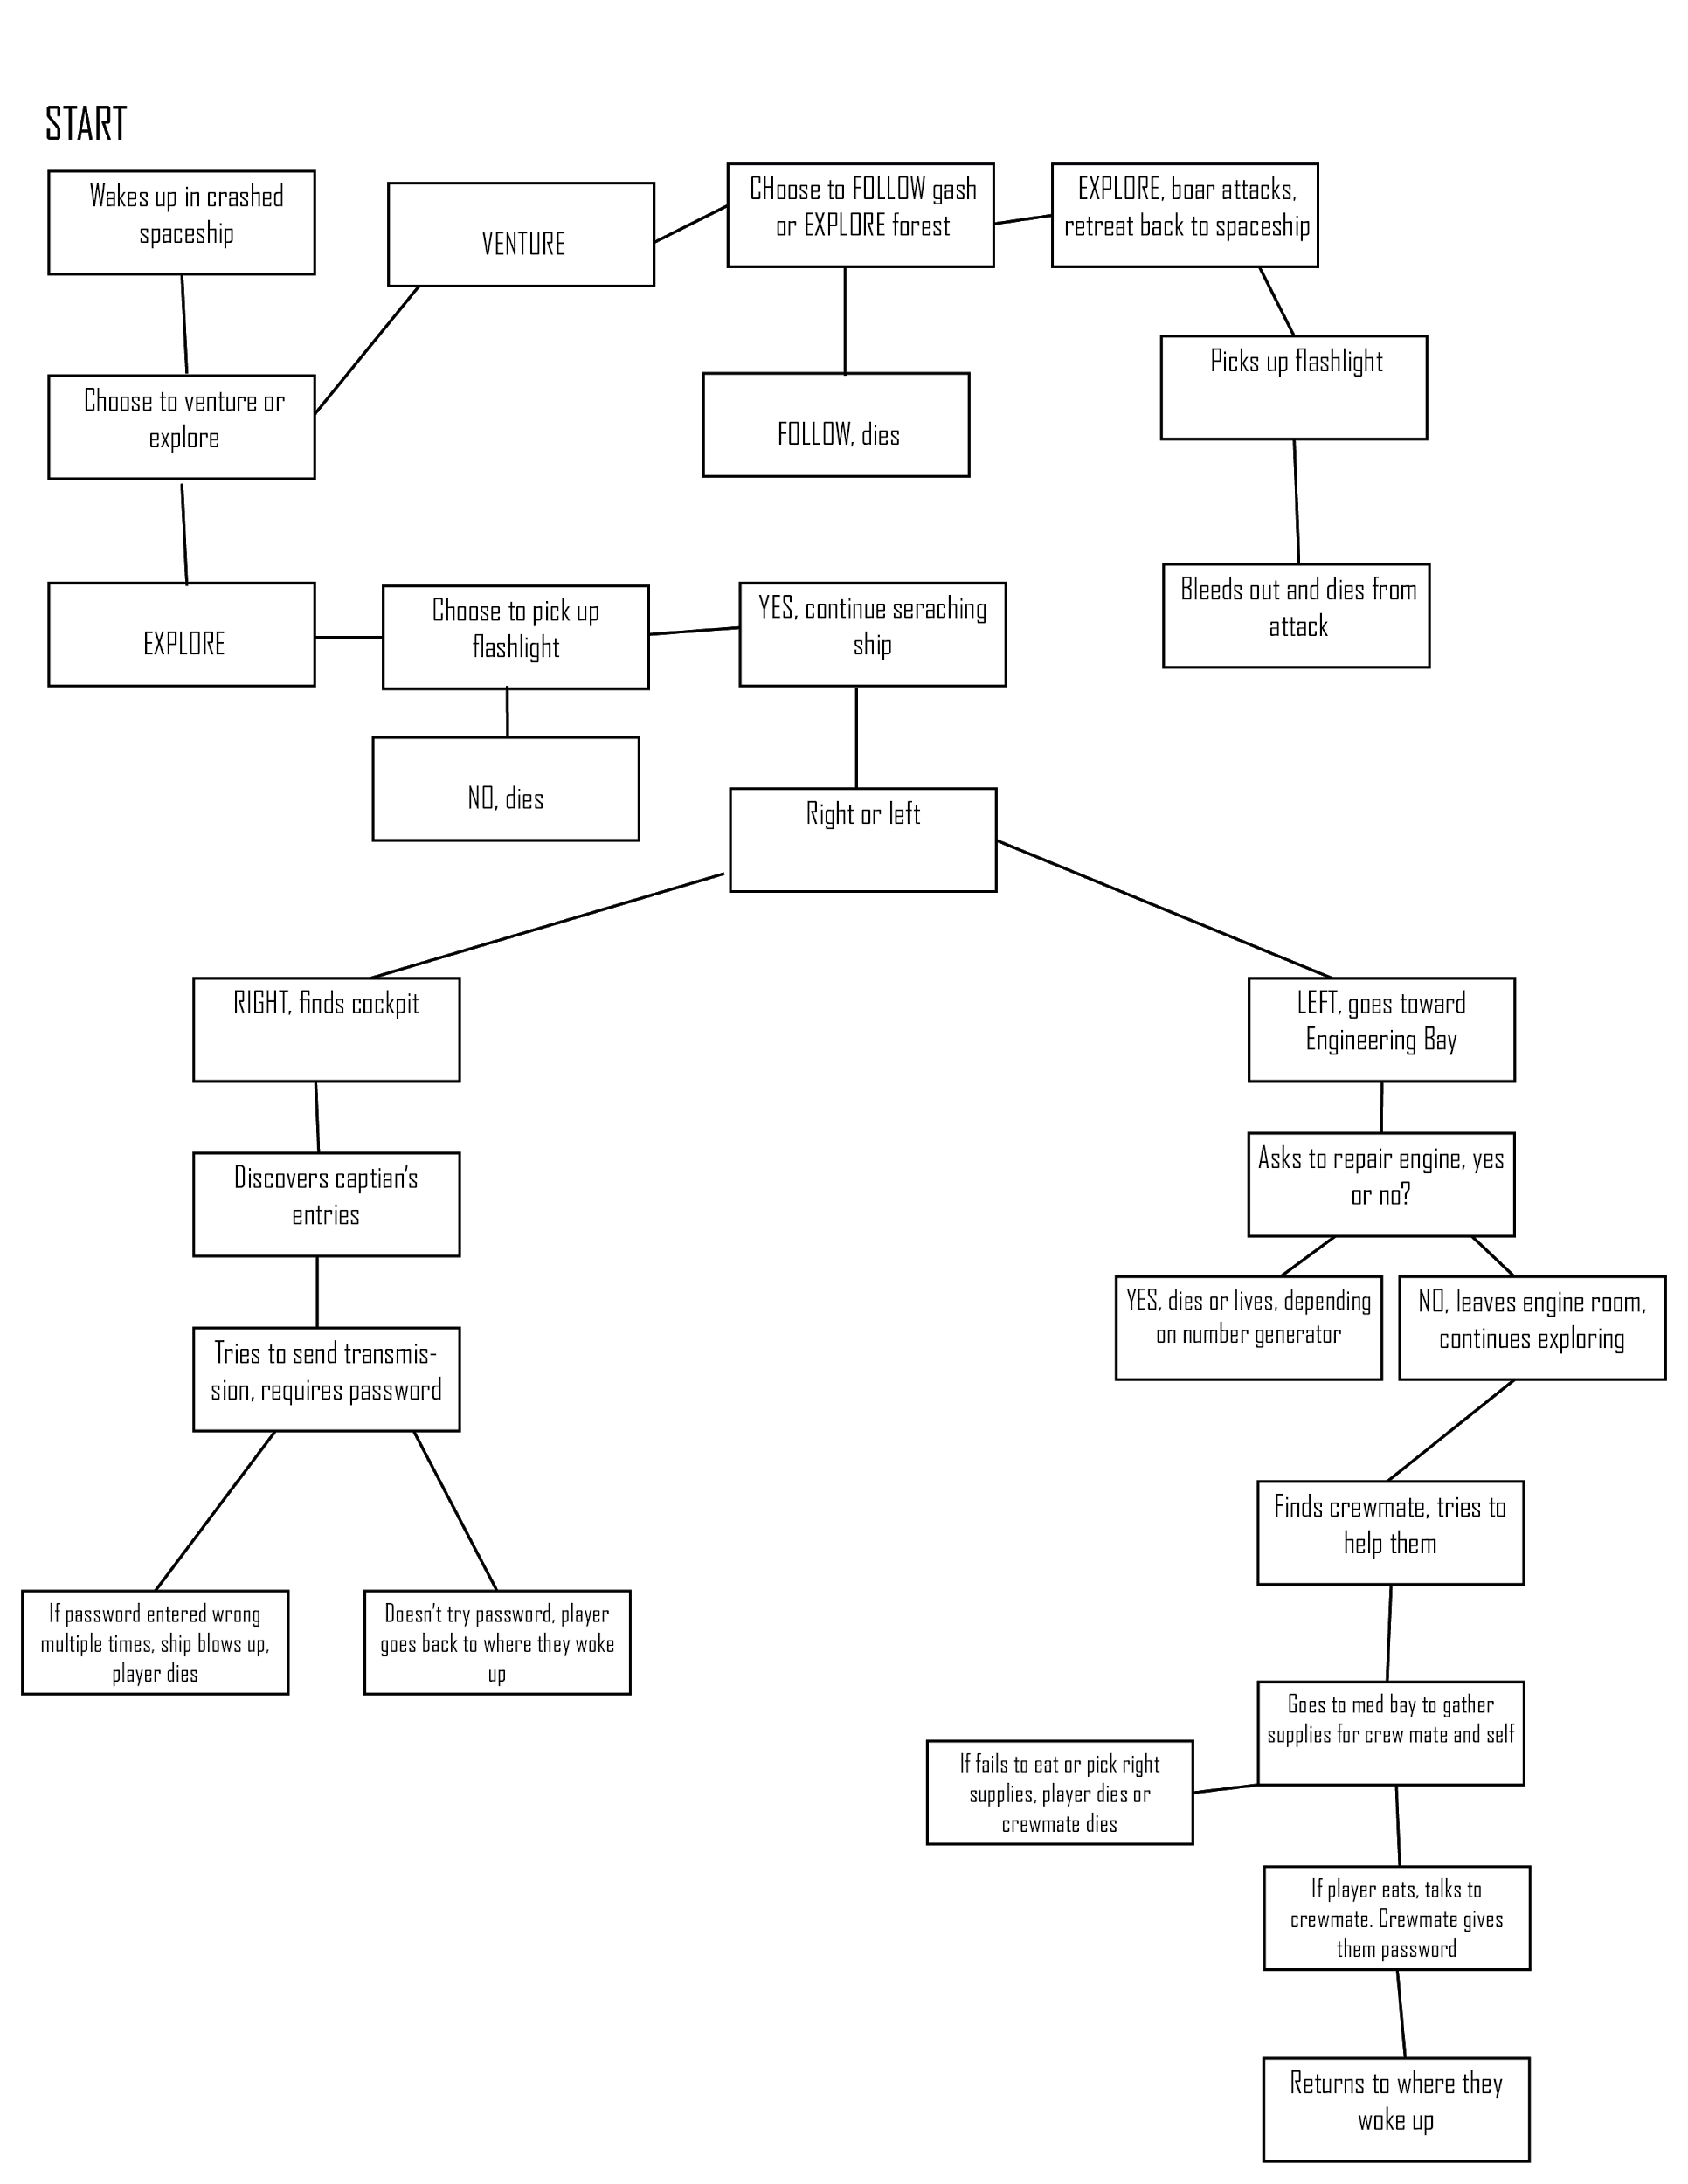 START
Wakes up in crashed
spaceship
VENTURE
CHoose to FOLLOW gash
or EXPLORE forest
EXPLORE, boar attacks,
retreat back to spaceship
Choose to venture or
explore
FOLLOW, dies
Picks up flashlight
EXPLORE
Choose to pick up
flashlight
YES, continue seraching
ship
Bleeds out and dies from
attack
NO, dies
Right or left
RIGHT, finds cockpit
LEFT, goes toward
Engineering Bay
Discovers captian's
entries
Asks to repair engine, yes
or no?
YES, dies or lives, depending
on number generator
NO, leaves engine room,
continues exploring
Tries to send transmis-
sion, requires password
Finds crewmate, tries to
help them
If password entered wrong
multiple times, ship blows up,
player dies
Doesn't try password, player
goes back to where they woke
up
Goes to med bay to gather
supplies for crew mate and self
If fails to eat or pick right
supplies, player dies or
crewmate dies
If player eats, talks to
crewmate. Crewmate gives
them password
Returns to where they
woke up